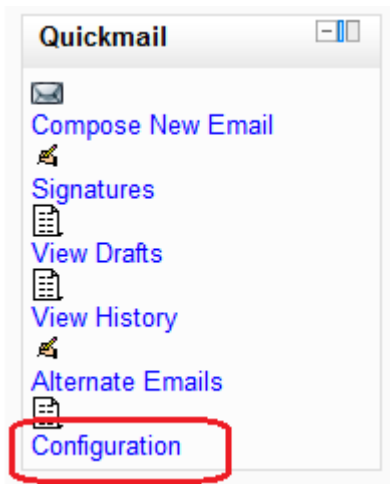 Quickmail
Compose New Email
Signatures
View Drafts
View History
Alternate Emails
Configuration